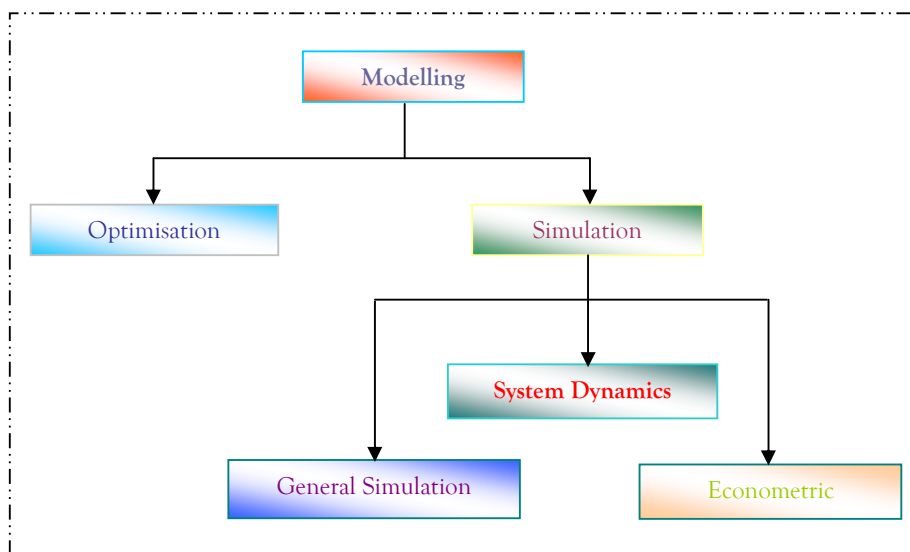 Modelling
Optimisation
Simulation
System Dynamics
General Simulation
Econometric